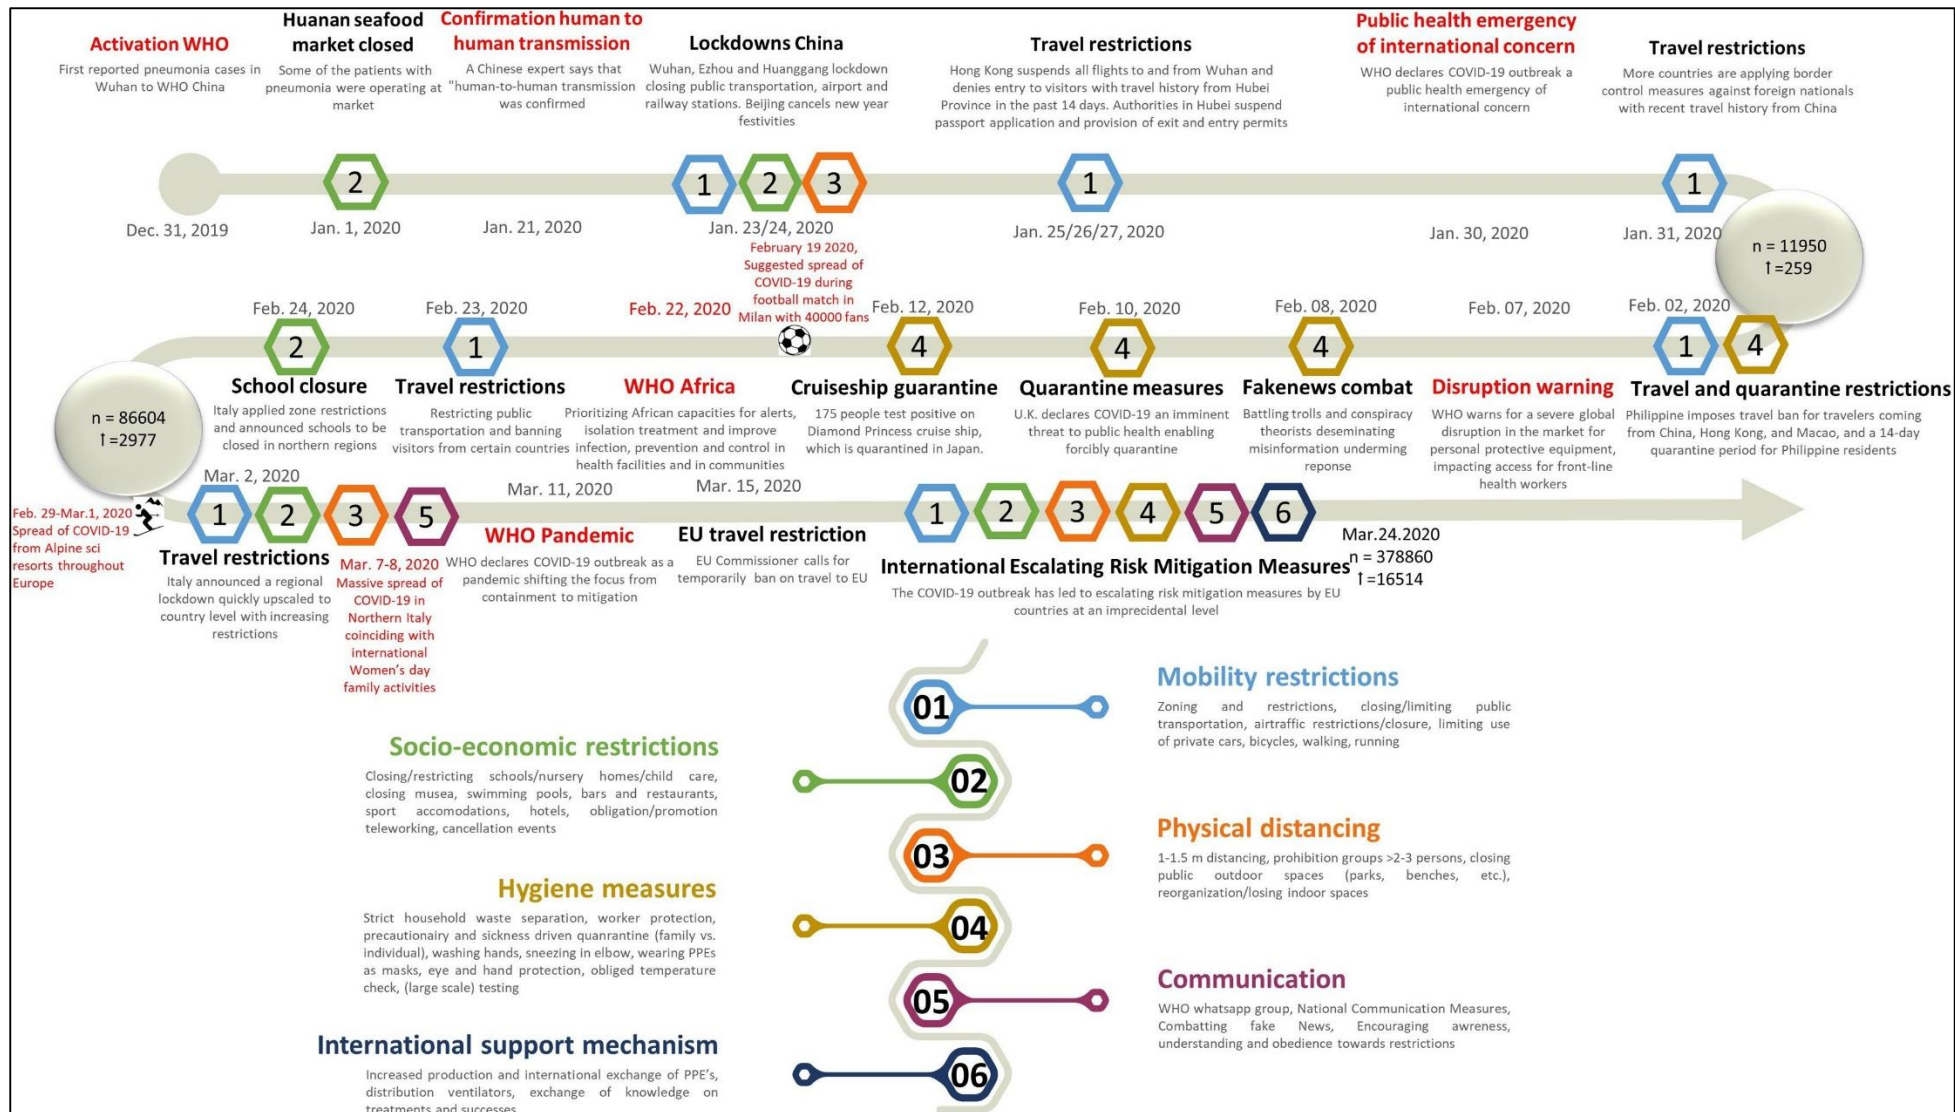 Activation WHO
First reported pneumonia cases in
Wuhan to WHO China
Huanan seafood
market closed
Some of the patients with
pneumonia were operating at
market
Confirmation human to
human transmission
A Chinese expert says that
"human-to-human transmission
was confirmed
Lockdowns China
Wuhan, Ezhou and Huanggang lockdown
closing public transportation, airport and
railway stations. Beijing cancels new year
festivities
Travel restrictions
Hong Kong suspends all flights to and from Wuhan and
denies entry to visitors with travel history from Hubei
Province in the past 14 days. Authorities in Hubei suspend
passport application and provision of exit and entry permits
Public health emergency
of international concern
WHO declares COVID-19 outbreak a
public health emergency of
international concern
Travel restrictions
More countries are applying border
control measures against foreign nationals
with recent travel history from China
2
1
2
3
1
1
Dec. 31, 2019
Jan. 1, 2020
Jan. 21, 2020
Jan. 23/24, 2020
Jan. 25/26/27, 2020
Jan. 30, 2020
Jan. 31, 2020
n = 11950
↑=259
February 19 2020,
Suggested spread of
COVID-19 during
football match in
Milan with 40000 fans
Feb. 24, 2020
Feb. 23, 2020
Feb. 22, 2020
Feb. 12, 2020
Feb. 10, 2020
Feb. 08, 2020
Feb. 07, 2020
Feb. 02, 2020
2
1
4
4
4
1
4
School closure
Italy applied zone restrictions
and announced schools to be
closed in northern regions
Travel restrictions
Restricting public
transportation and banning
visitors from certain countries
WHO Africa
Prioritizing African capacities for alerts,
isolation treatment and improve
infection, prevention and control in
health facilities and in communities
Cruiseship guarantine
175 people test positive on
Diamond Princess cruise ship,
which is quarantined in Japan.
Quarantine measures
U.K. declares COVID-19 an imminent
threat to public health enabling
forcibly quarantine
Fakenews combat
Battling trolls and conspiracy
theorists deseminating
misinformation underming
reponse
Disruption warning
WHO warns for a severe global
disruption in the market for
personal protective equipment,
impacting access for front-line
health workers
Travel and quarantine restrictions
Philippine imposes travel ban for travelers coming
from China, Hong Kong, and Macao, and a 14-day
quarantine period for Philippine residents
n = 86604
↑=2977
Feb. 29-Mar.1, 2020
Spread of COVID-19
from Alpine sci
resorts throughout
Europe
Mar. 2, 2020
Mar. 11, 2020
Mar. 15, 2020
1
2
3
5
1
2
3
4
5
6
Travel restrictions
Italy announced a regional
lockdown quickly upscaled to
country level with increasing
restrictions
Mar. 7-8, 2020
Massive spread of
COVID-19 in
Northern Italy
coinciding with
international
Women's day
family activities
WHO Pandemic
WHO declares COVID-19 outbreak as a
pandemic shifting the focus from
containment to mitigation
EU travel restriction
EU Commissioner calls for
temporarily ban on travel to EU
International Escalating Risk Mitigation Measures
The COVID-19 outbreak has led to escalating risk mitigation measures by EU
countries at an imprecidental level
Mar.24.2020
n = 378860
↑=16514
01
Mobility restrictions
Zoning and restrictions, closing/limiting public
transportation, airtraffic restrictions/closure, limiting use
of private cars, bicycles, walking, running
Socio-economic restrictions
Closing/restricting schools/nursery homes/child care,
closing musea, swimming pools, bars and restaurants,
sport accomodations, hotels, obligation/promotion
teleworking, cancellation events
02
03
Physical distancing
1-1.5 m distancing, prohibition groups >2-3 persons, closing
public outdoor spaces (parks, benches, etc.),
reorganization/losing indoor spaces
Hygiene measures
Strict household waste separation, worker protection,
precautionairy and sickness driven quanrantine (family vs.
individual), washing hands, sneezing in elbow, wearing PPEs
as masks, eye and hand protection, obliged temperature
check, (large scale) testing
04
05
Communication
WHO whatsapp group, National Communication Measures,
Combatting fake News, Encouraging awreness,
understanding and obedience towards restrictions
International support mechanism
Increased production and international exchange of PPE's,
distribution ventilators, exchange of knowledge on
treatments and successes
06